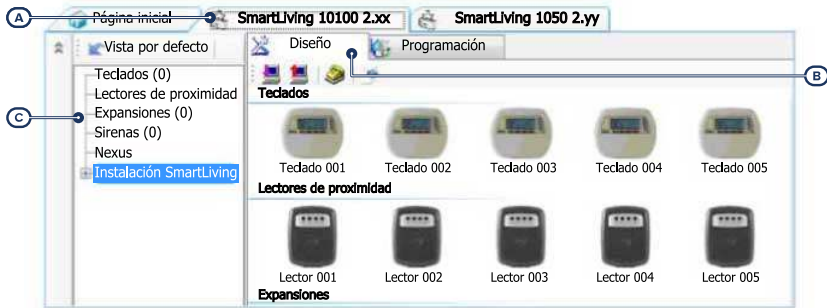 A
Página inicial
SmartLiving 10100 2.xx
SmartLiving 1050 2.yy
Vista por defecto
Diseño
Programación
B
C
Teclados (0)
Lectores de proximidad
Expansiones (0)
Sirenas (0)
Nexus
Instalación SmartLiving
Teclados
Teclado 001
Teclado 002
Teclado 003
Teclado 004
Teclado 005
Lectores de proximidad
Lector 001
Lector 002
Lector 003
Lector 004
Lector 005
Expansiones